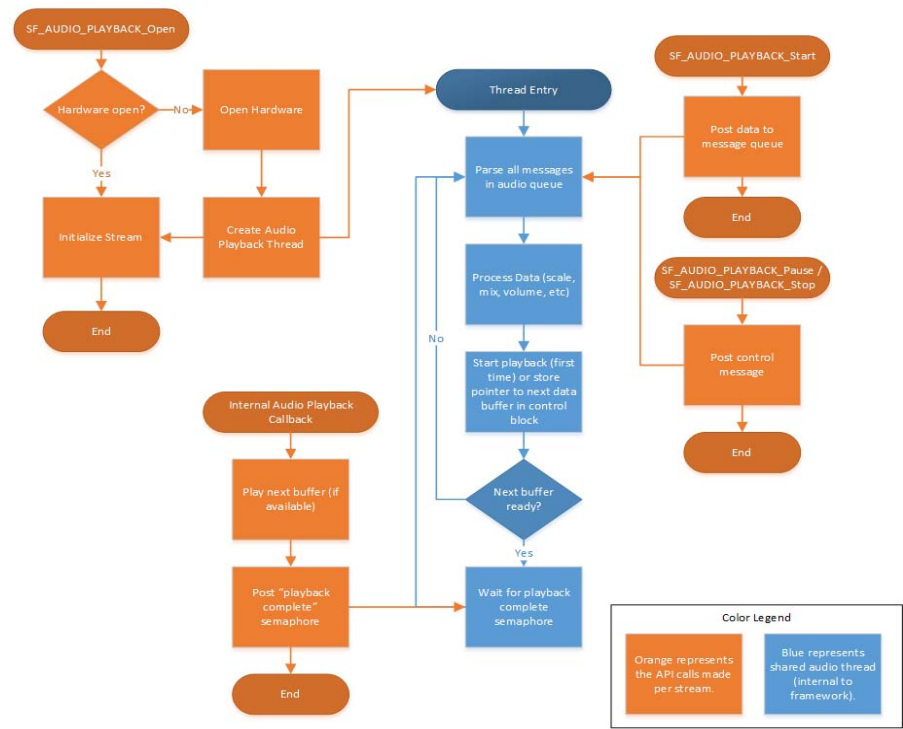 SF_AUDIO_PLAYBACK_Open
Hardware open?
No
Open Hardware
Yes
Initialize Stream
Create Audio
Playback Thread
End
Thread Entry
Parse all messages
in audio queue
Process Data (scale,
mix, volume, etc)
No
Start playback (first
time) or store
pointer to next data
buffer in control
block
Next buffer
ready?
Yes
Wait for playback
complete
semaphore
SF_AUDIO_PLAYBACK_Start
Post data to
message queue
End
SF_AUDIO_PLAYBACK_Pause /
SF_AUDIO_PLAYBACK_Stop
Post control
message
End
Internal Audio Playback
Callback
Play next buffer (if
available)
Post “playback
complete”
semaphore
End
Color Legend
Orange represents
the API calls made
per stream.
Blue represents
shared audio thread
(internal to
framework).